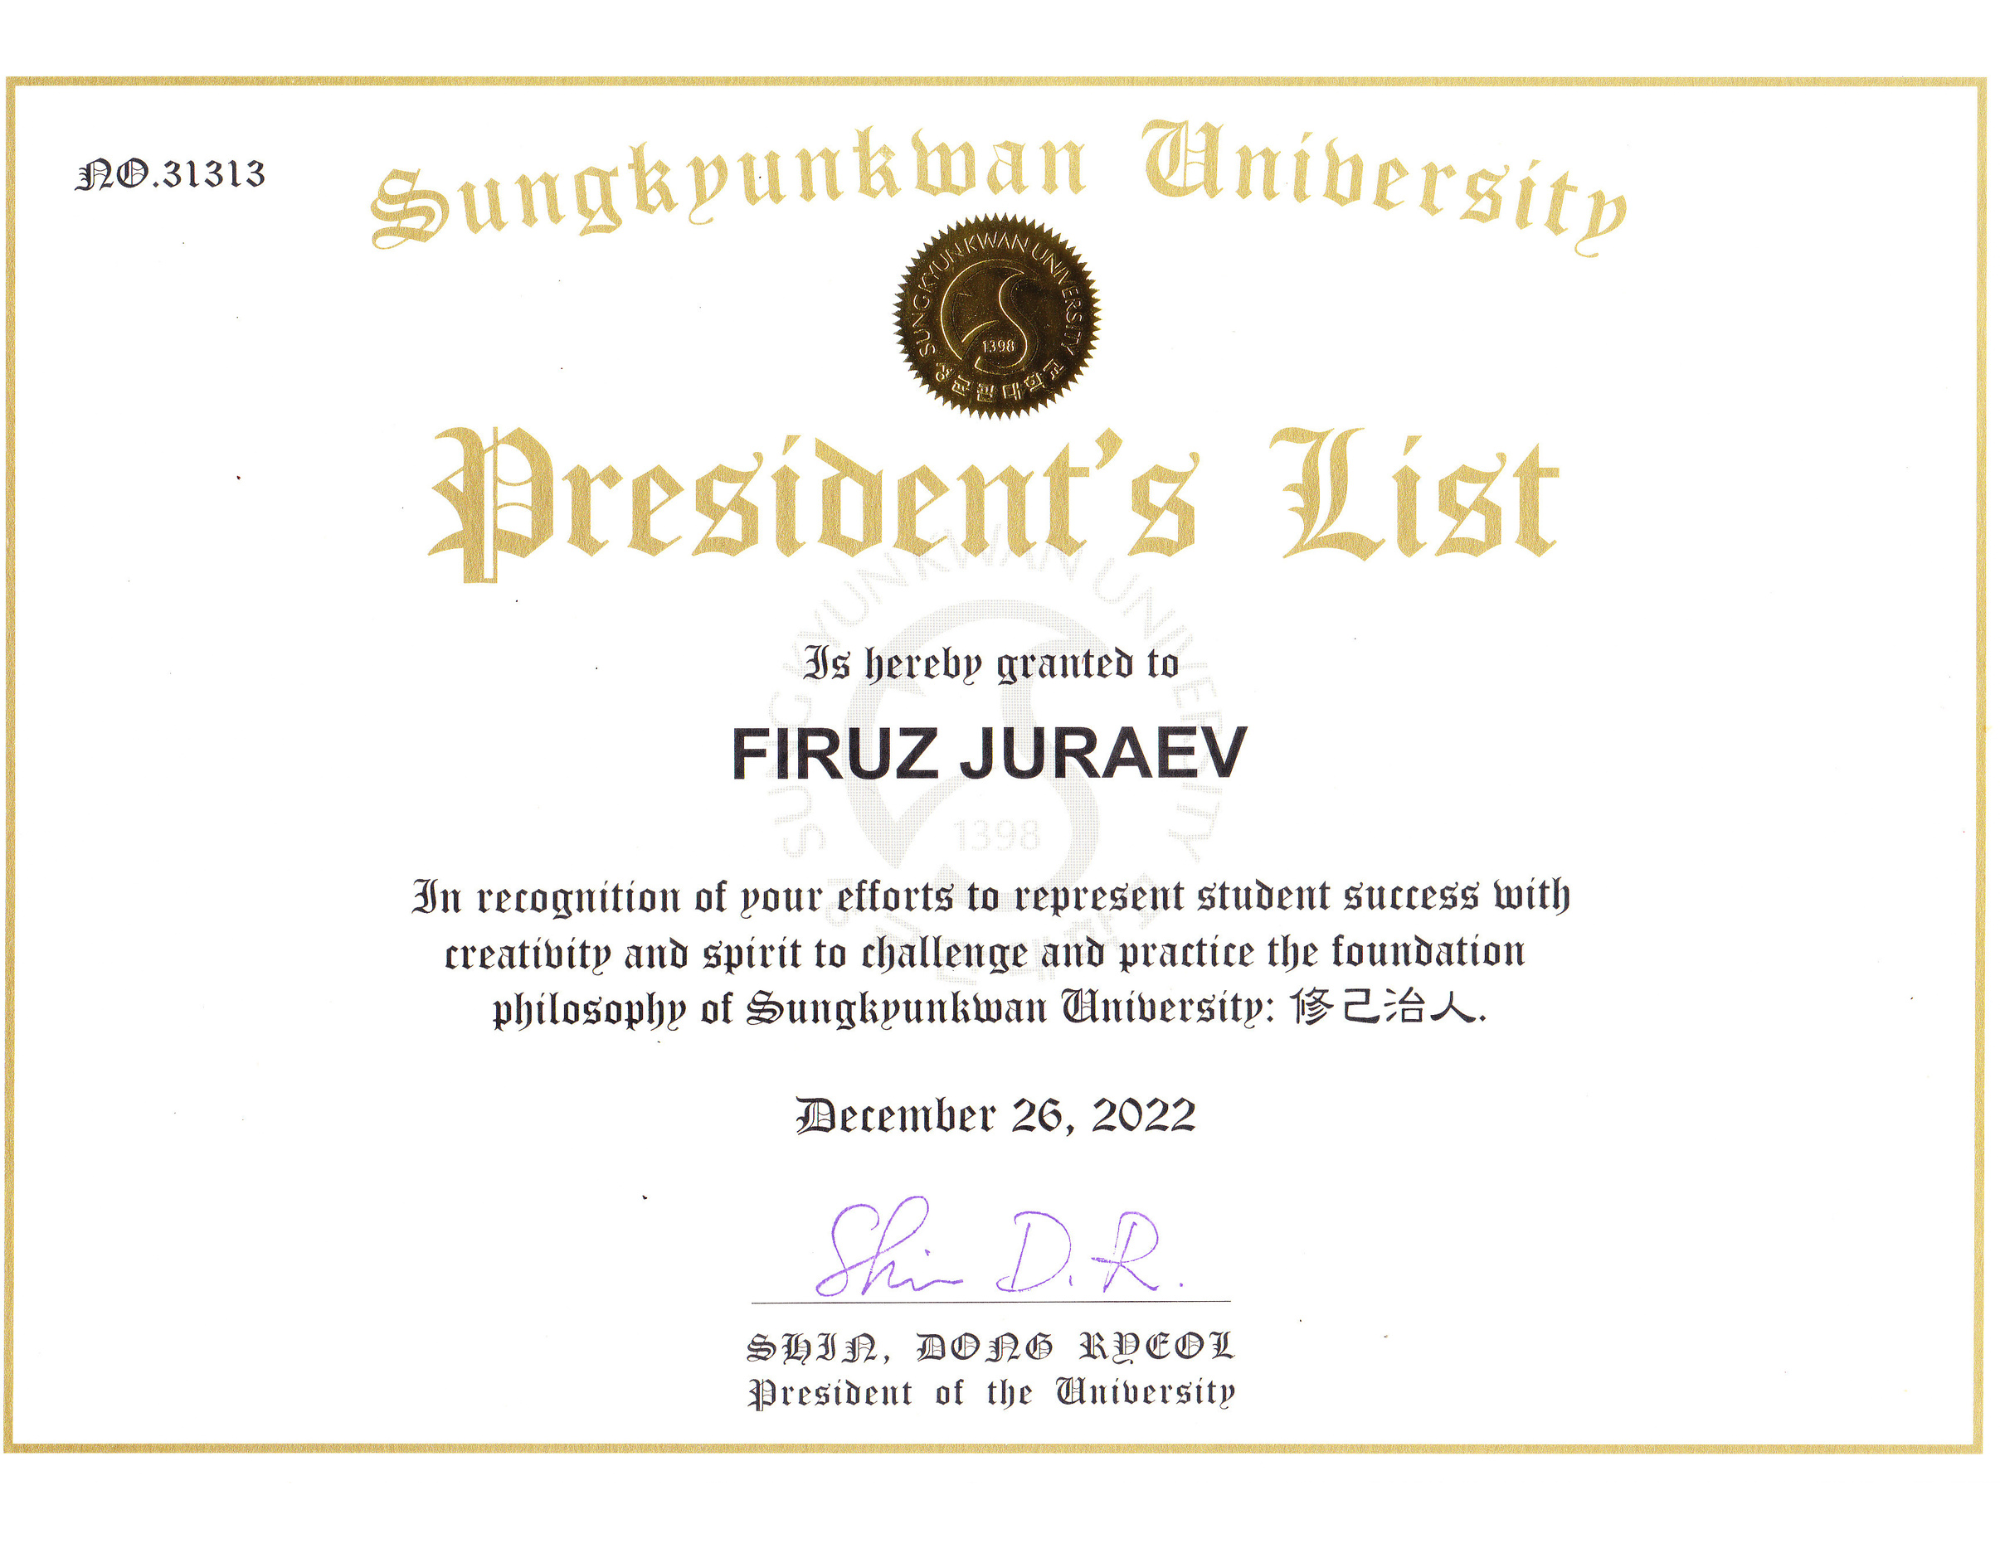 NO.31313
Sungkyunkwan University
SUNGKYUNKWAN UNIVERSITY
1398
성균관대학교
President's List
SUNGKYUNKWAN UNIVERSITY
Is hereby granted to
FIRUZ JURAEV
1398
In recognition of your efforts to represent student success with
creativity and spirit to challenge and practice the foundation
philosophy of Sungkyunkwan University: 修己治人.
December 26, 2022
Shin D. R.
SHIN, DONG RYEOL
President of the University